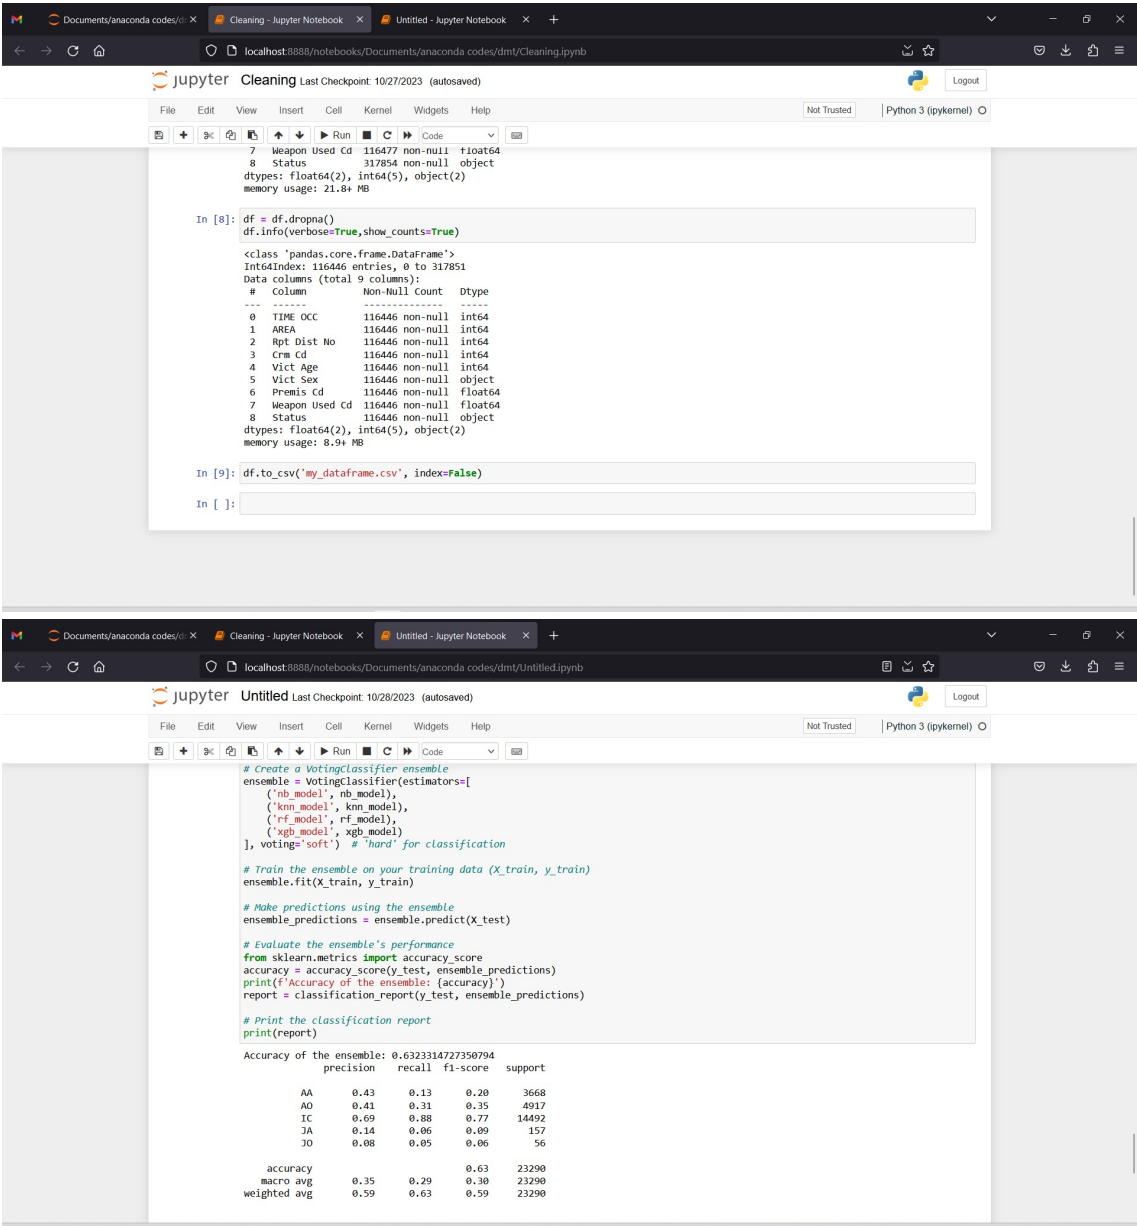 Documents/anaconda codes/d
Cleaning - Jupyter Notebook
Untitled - Jupyter Notebook
localhost:8888/notebooks/Documents/anaconda codes/dmt/Cleaning.ipynb
jupyter Cleaning Last Checkpoint: 10/27/2023 (autosaved)
Logout
File Edit View Insert Cell Kernel Widgets Help
Not Trusted
Python 3 (ipykernel)
Run
Code
7 Weapon Used Cd 116477 non-null float64
8 Status 317854 non-null object
dtypes: float64(2), int64(5), object(2)
memory usage: 21.8+ MB
In [8]: df = df.dropna()
df.info(verbose=True,show_counts=True)
<class 'pandas.core.frame.DataFrame'>
Int64Index: 116446 entries, 0 to 317851
Data columns (total 9 columns):
# Column Non-Null Count Dtype
--- ------ -------------- -----
0 TIME OCC 116446 non-null int64
1 AREA 116446 non-null int64
2 Rpt Dist No 116446 non-null int64
3 Crm Cd 116446 non-null int64
4 Vict Age 116446 non-null int64
5 Vict Sex 116446 non-null object
6 Premis Cd 116446 non-null float64
7 Weapon Used Cd 116446 non-null float64
8 Status 116446 non-null object
dtypes: float64(2), int64(5), object(2)
memory usage: 8.9+ MB
In [9]: df.to_csv('my_dataframe.csv', index=False)
In [ ]:
Documents/anaconda codes/d
Cleaning - Jupyter Notebook
Untitled - Jupyter Notebook
localhost:8888/notebooks/Documents/anaconda codes/dmt/Untitled.ipynb
jupyter Untitled Last Checkpoint: 10/28/2023 (autosaved)
Logout
File Edit View Insert Cell Kernel Widgets Help
Not Trusted
Python 3 (ipykernel)
Run
Code
# Create a VotingClassifier ensemble
ensemble = VotingClassifier(estimators=[
('nb_model', nb_model),
('knn_model', knn_model),
('rf_model', rf_model),
('xgb_model', xgb_model)
], voting='soft') # 'hard' for classification
# Train the ensemble on your training data (X_train, y_train)
ensemble.fit(X_train, y_train)
# Make predictions using the ensemble
ensemble_predictions = ensemble.predict(X_test)
# Evaluate the ensemble's performance
from sklearn.metrics import accuracy_score
accuracy = accuracy_score(y_test, ensemble_predictions)
print(f'Accuracy of the ensemble: {accuracy}')
report = classification_report(y_test, ensemble_predictions)
# Print the classification report
print(report)
Accuracy of the ensemble: 0.6323314727350794
precision recall f1-score support
AA 0.43 0.13 0.20 3668
AO 0.41 0.31 0.35 4917
IC 0.69 0.88 0.77 14492
JA 0.14 0.06 0.09 157
JO 0.08 0.05 0.06 56
accuracy 0.63 23290
macro avg 0.35 0.29 0.30 23290
weighted avg 0.59 0.63 0.59 23290